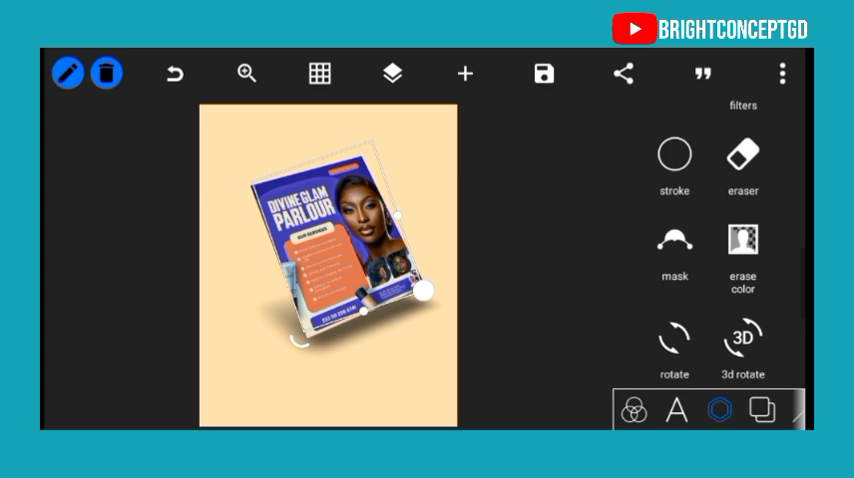 BRIGHTCONCEPTGD
filters
stroke
eraser
mask
erase
color
3D
rotate
3d rotate
DIVINE GLAM
PARLOUR
OUR SERVICES